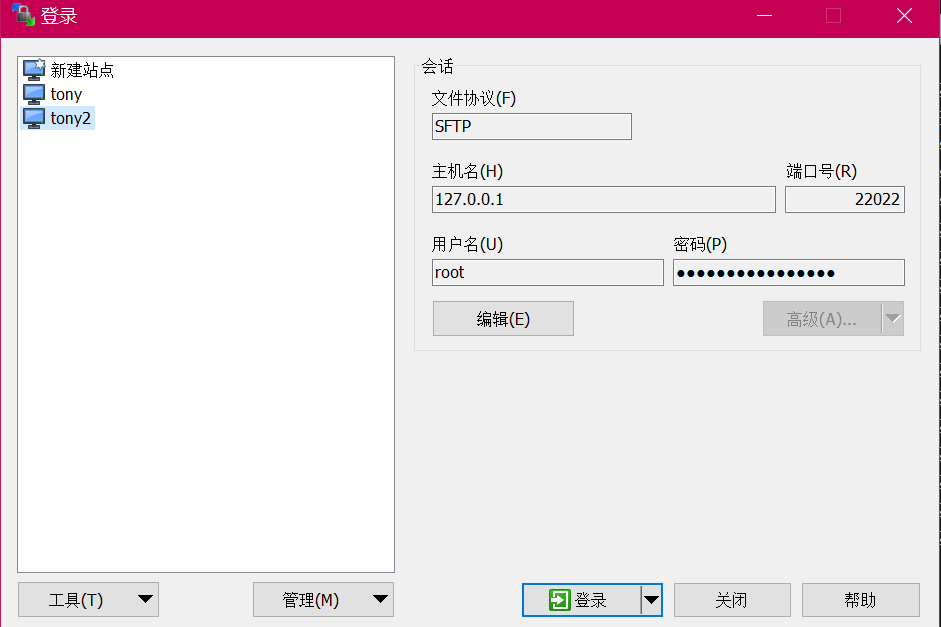 登录
新建站点
tony
tony2
会话
文件协议(F)
SFTP
主机名(H)
端口号(R)
127.0.0.1
22022
用户名(U)
密码(P)
root
●●●●●●●●●●●●●●●●
编辑(E)
高级(A)...
工具(T)
管理(M)
登录
关闭
帮助